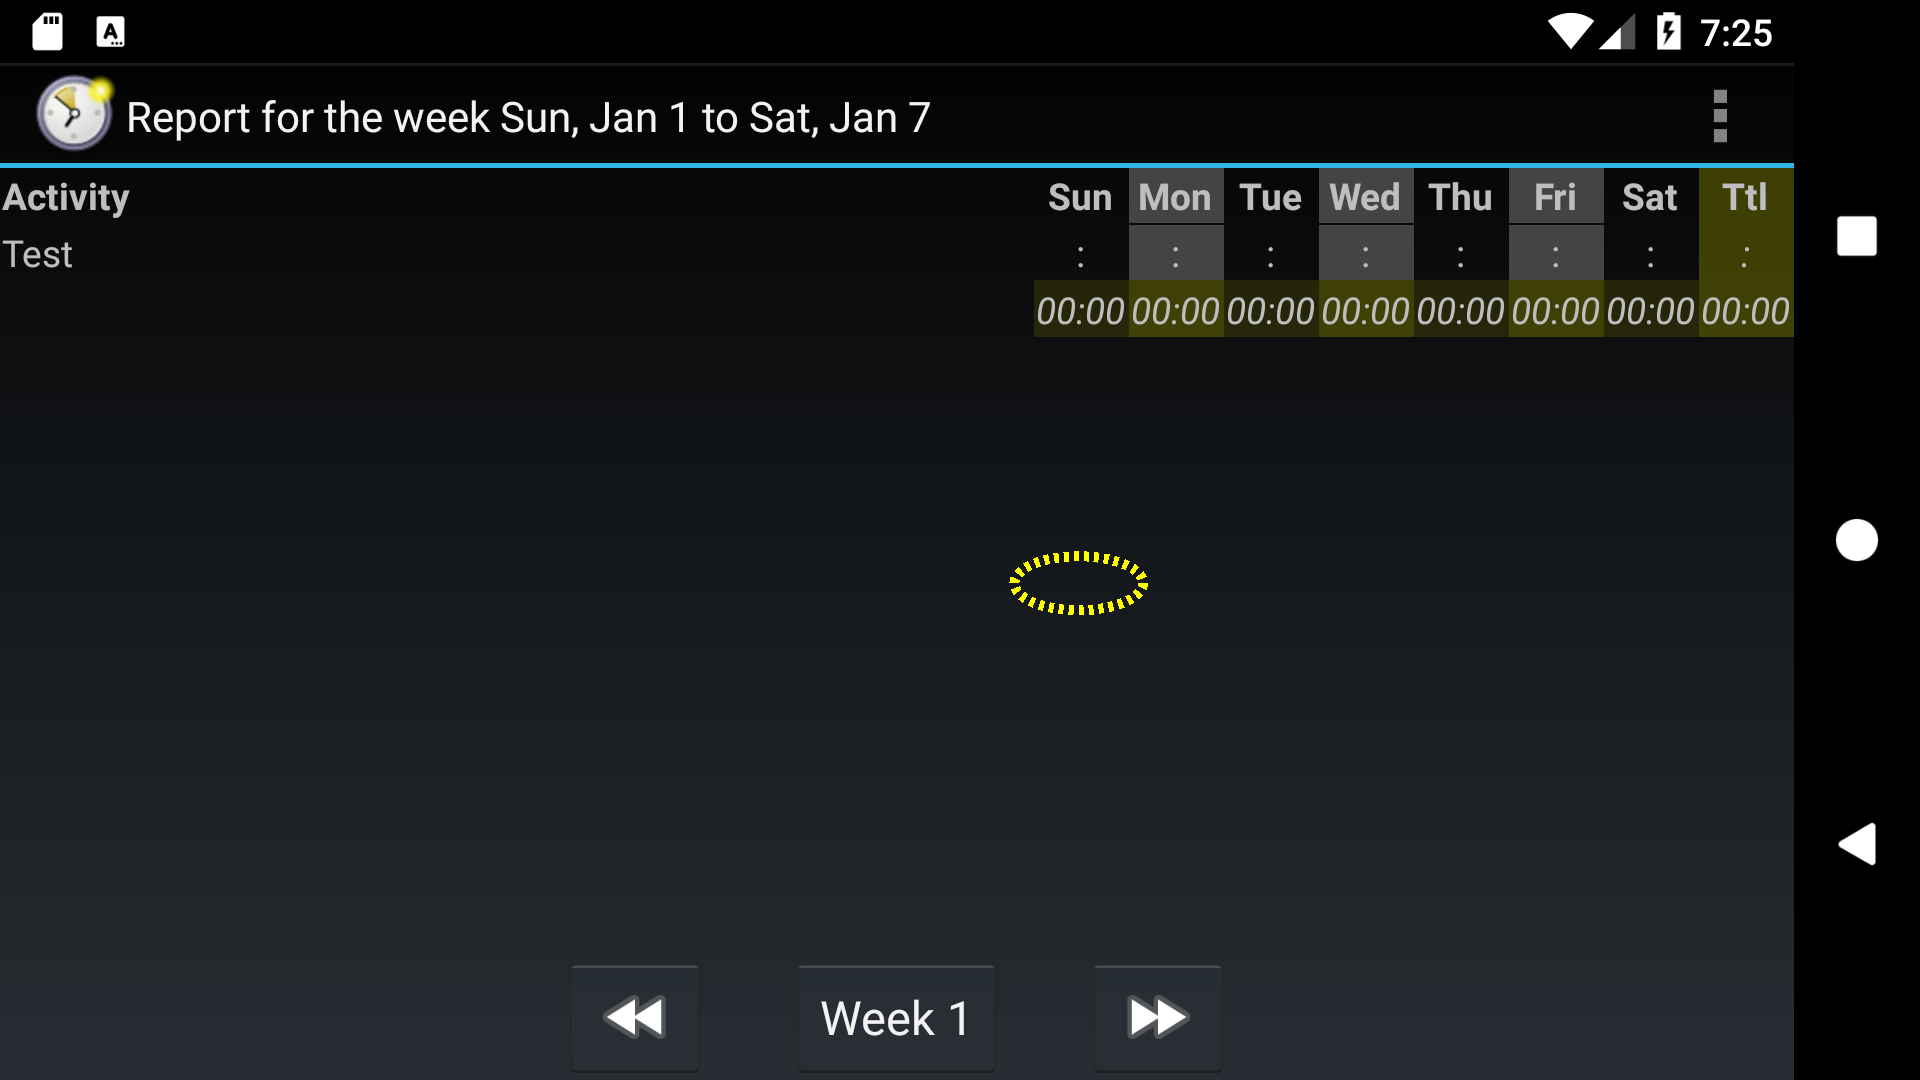 7:25
Report for the week Sun, Jan 1 to Sat, Jan 7
Activity Sun Mon Tue Wed Thu Fri Sat Ttl
Test : : : : : : : :
00:00 00:00 00:00 00:00 00:00 00:00 00:00 00:00
Week 1